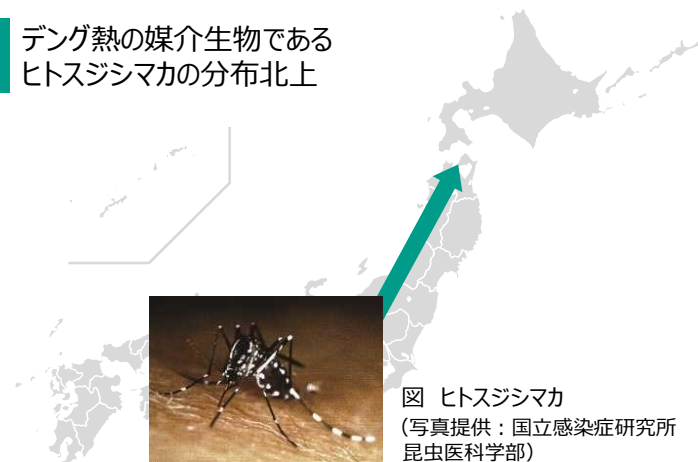 デング熱の媒介生物である
ヒトスジシマカの分布北上
図 ヒトスジシマカ
（写真提供：国立感染症研究所
昆虫医科学部）